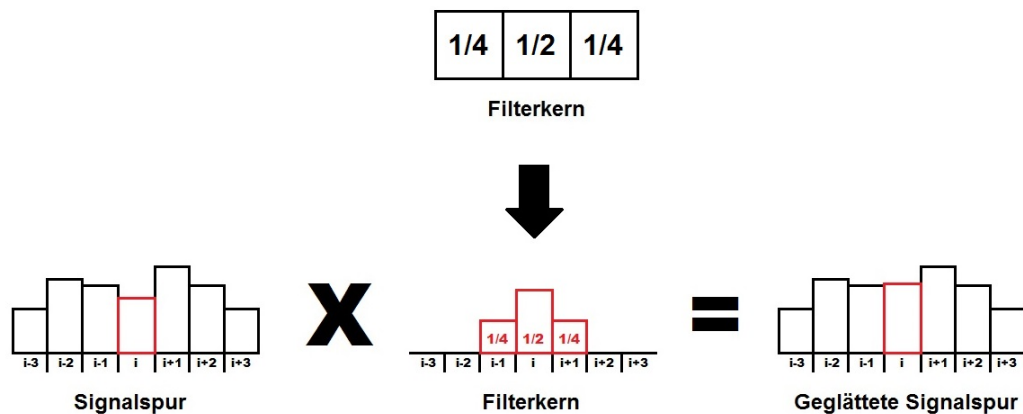 1/4 1/2 1/4
Filterkern
X
=
1/4 1/2 1/4
i-3 i-2 i-1 i i+1 i+2 i+3
i-3 i-2 i-1 i i+1 i+2 i+3
i-3 i-2 i-1 i i+1 i+2 i+3
Signalspur
Filterkern
Geglättete Signalspur